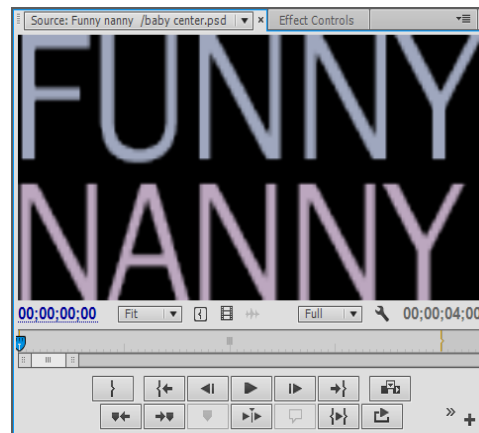 Source: Funny nanny /baby center.psd × Effect Controls
FUNNY
NANNY
00;00;00;00 Fit Full 00;00;04;00